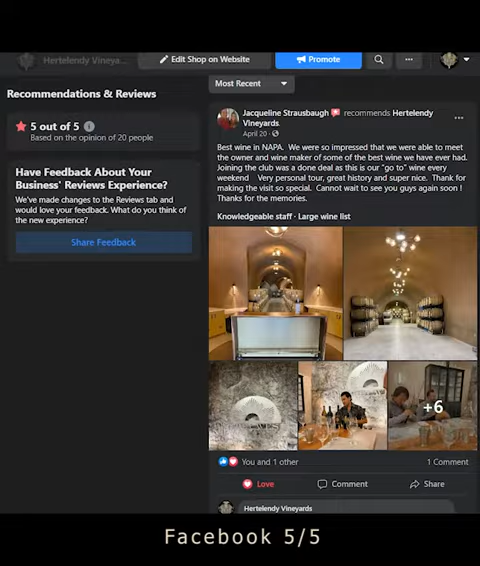 Hertelendy Vineya...
Edit Shop on Website
Promote
Most Recent
Recommendations & Reviews
5 out of 5
Based on the opinion of 20 people
Have Feedback About Your
Business' Reviews Experience?
We've made changes to the Reviews tab and
would love your feedback. What do you think of
the new experience?
Share Feedback
Jacqueline Strausbaugh recommends Hertelendy
Vineyards.
April 20
Best wine in NAPA. We were so impressed that we were able to meet
the owner and wine maker of some of the best wine we have ever had.
Joining the club was a done deal as this is our "go to" wine every
weekend Very personal tour, great history and super nice. Thank for
making the visit so special. Cannot wait to see you guys again soon !
Thanks for the memories.
Knowledgeable staff · Large wine list
+6
You and 1 other
1 Comment
Love
Comment
Share
Hertelendy Vineyards
Facebook 5/5